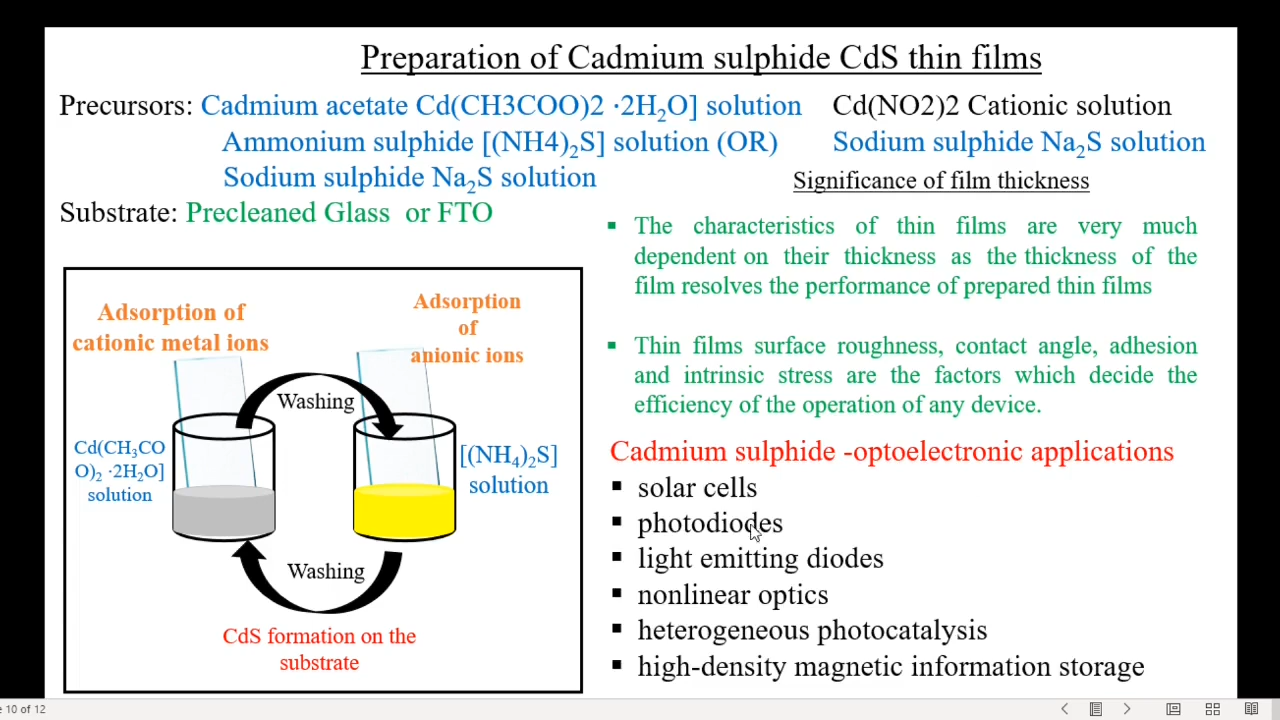 Preparation of Cadmium sulphide CdS thin films
Precursors: Cadmium acetate Cd(CH3COO)2 ·2H₂O] solution
Ammonium sulphide [(NH4)₂S] solution (OR)
Sodium sulphide Na₂S solution
Substrate: Precleaned Glass or FTO
Cd(NO2)2 Cationic solution
Sodium sulphide Na₂S solution
Significance of film thickness
▪ The characteristics of thin films are very much
dependent on their thickness as the thickness of the
film resolves the performance of prepared thin films
▪ Thin films surface roughness, contact angle, adhesion
and intrinsic stress are the factors which decide the
efficiency of the operation of any device.
Adsorption of
cationic metal ions
Adsorption
of
anionic ions
Washing
Cd(CH₃CO
O)₂ ·2H₂O]
solution
[(NH₄)₂S]
solution
Washing
CdS formation on the
substrate
Cadmium sulphide -optoelectronic applications
▪ solar cells
▪ photodiodes
▪ light emitting diodes
▪ nonlinear optics
▪ heterogeneous photocatalysis
▪ high-density magnetic information storage
10 of 12